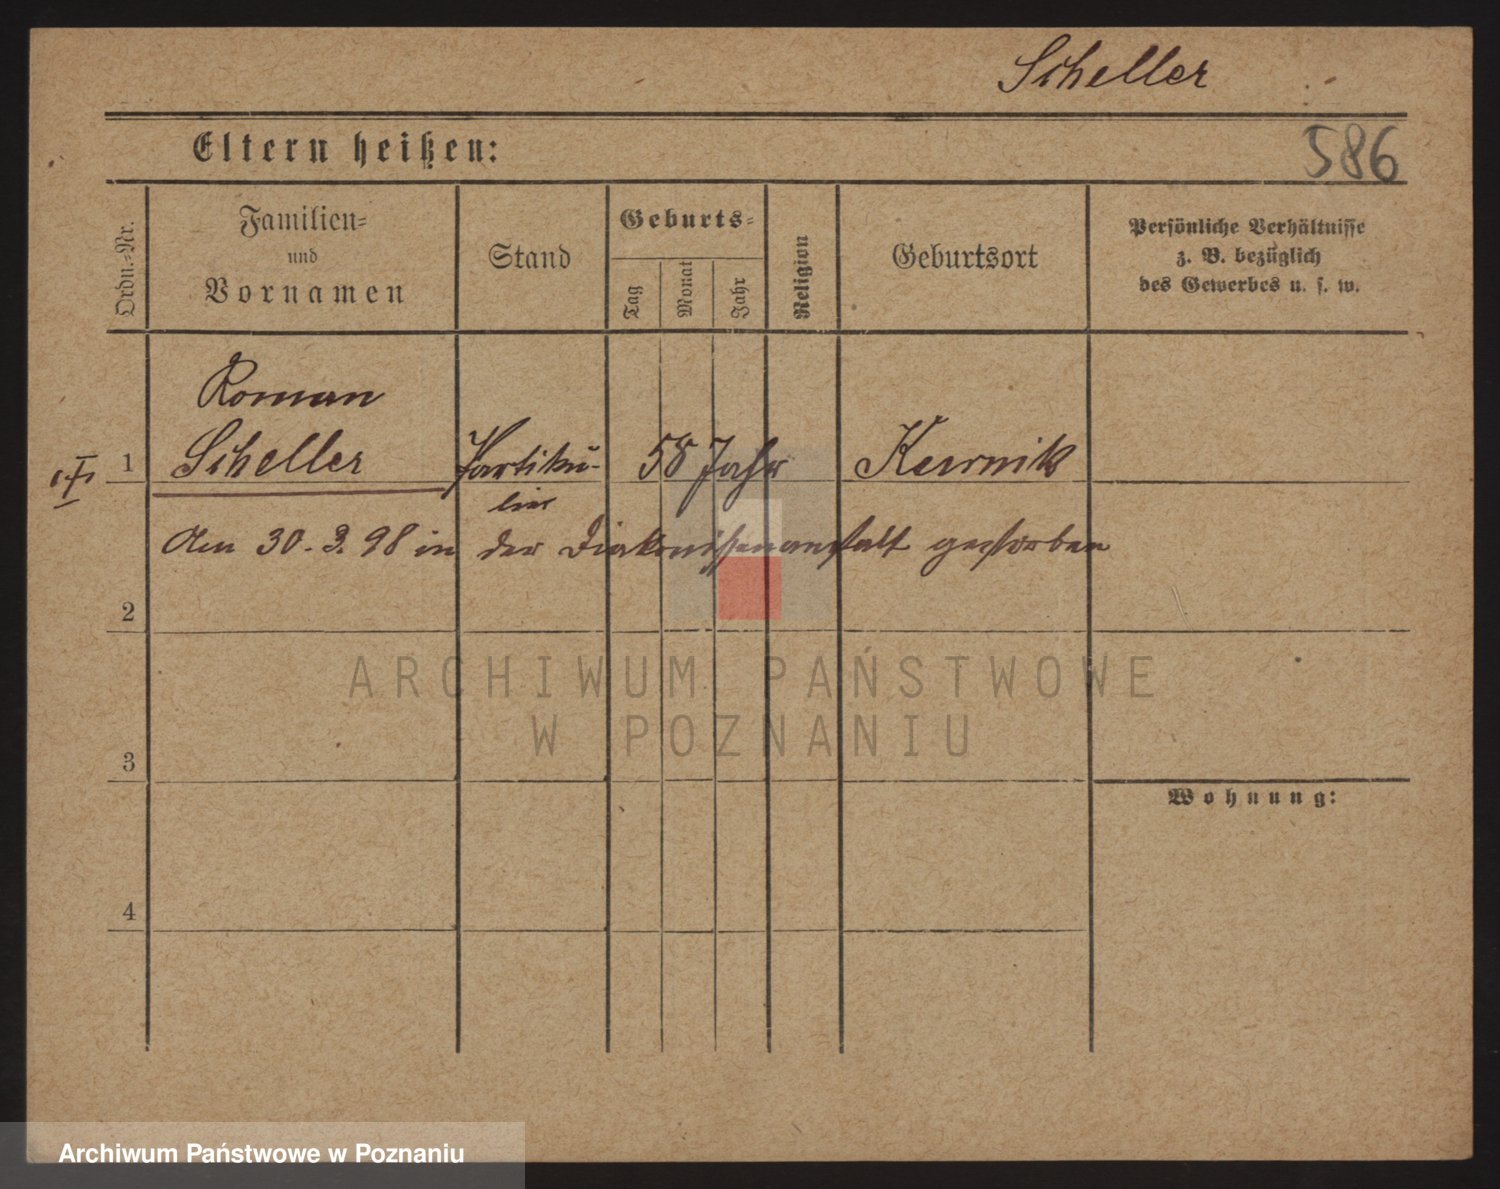 Scheller
Eltern heißen:
586
Ordn.-Nr.
Familien-
und
Vornamen
Stand
Geburts-
Tag
Monat
Jahr
Religion
Geburtsort
Persönliche Verhältnisse
z. B. bezüglich
des Gewerbes u. s. w.
Roman
1 Scheller Partiku- 58 Jahr Kurnik
lier
Am 30. 3. 98 in der Diakonissenanstalt gestorben
2
ARCHIWUM PAŃSTWOWE
W POZNANIU
3
Wohnung:
4
Archiwum Państwowe w Poznaniu